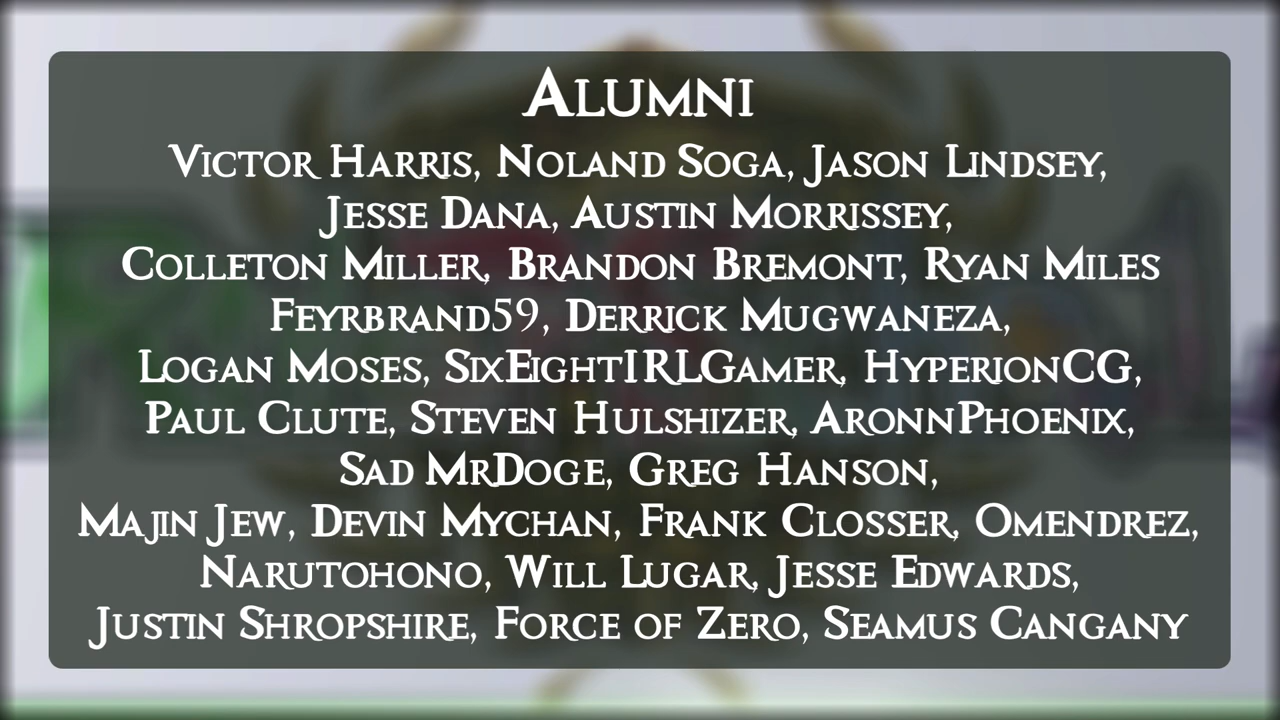 Alumni
Victor Harris, Noland Soga, Jason Lindsey,
Jesse Dana, Austin Morrissey,
Colleton Miller, Brandon Bremont, Ryan Miles
Feyrbrand59, Derrick Mugwaneza,
Logan Moses, SixEightIRLGamer, HyperionCG,
Paul Clute, Steven Hulshizer, AronnPhoenix,
Sad MrDoge, Greg Hanson,
Majin Jew, Devin Mychan, Frank Closser, Omendrez,
Narutohono, Will Lugar, Jesse Edwards,
Justin Shropshire, Force of Zero, Seamus Cangany